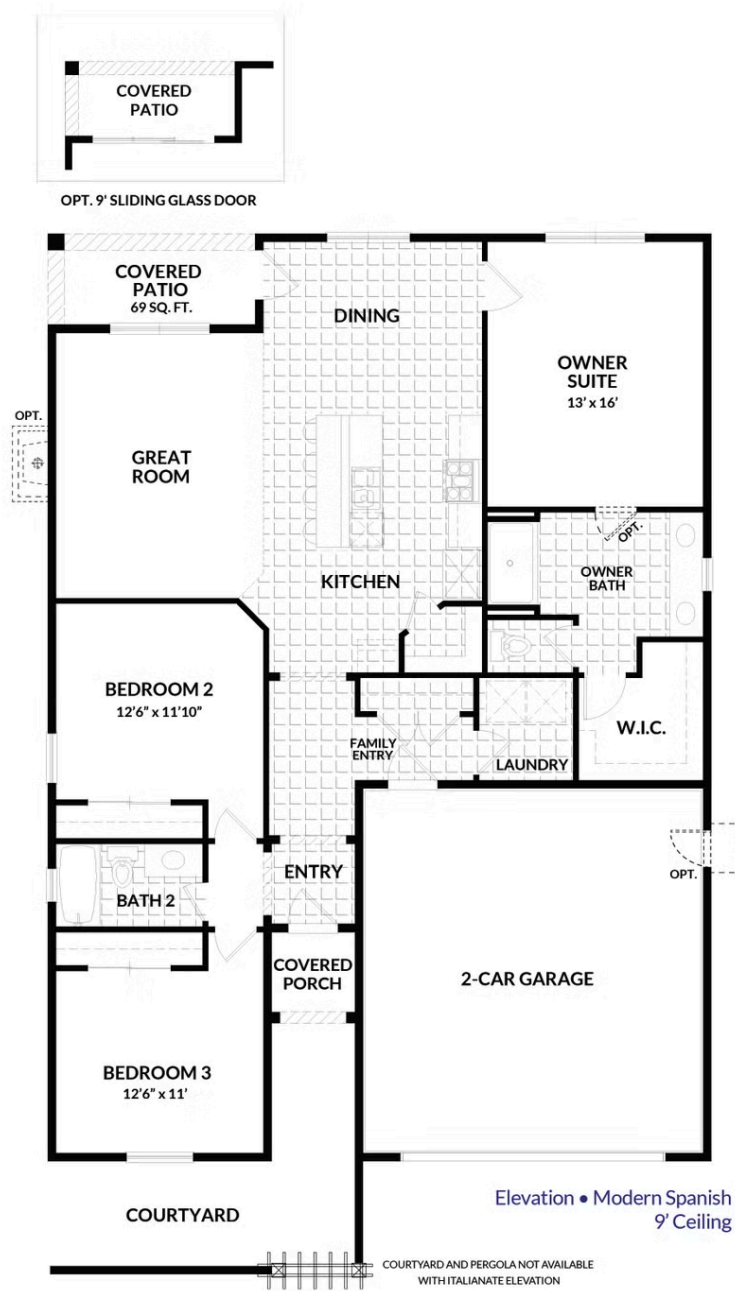 COVERED
PATIO
OPT. 9' SLIDING GLASS DOOR
COVERED
PATIO
69 SQ. FT.
DINING
OWNER
SUITE
13’ x 16’
OPT.
GREAT
ROOM
OPT.
OWNER
BATH
KITCHEN
BEDROOM 2
12’6” x 11’10”
FAMILY
ENTRY
W.I.C.
LAUNDRY
ENTRY
OPT.
BATH 2
COVERED
PORCH
2-CAR GARAGE
BEDROOM 3
12’6” x 11’
Elevation • Modern Spanish
9’ Ceiling
COURTYARD
COURTYARD AND PERGOLA NOT AVAILABLE
WITH ITALIANATE ELEVATION